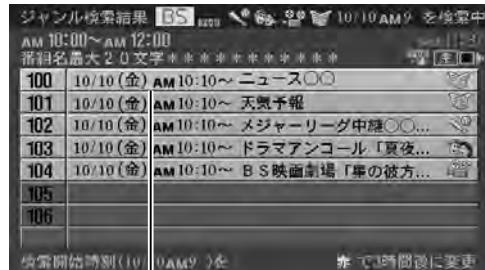 ジャンル検索結果 BS 10/10AM9 を検索中
AM 10:00～AM 12:00
番組名最大20文字＊＊＊＊＊＊＊＊＊＊
100 10/10(金) AM10:10～ ニュース○○
101 10/10(金) AM10:10～ 天気予報
102 10/10(金) AM10:10～ メジャーリーグ中継○○...
103 10/10(金) AM10:10～ ドラマアンコール「真夜...
104 10/10(金) AM10:10～ BS映画劇場「扉の彼方...
105
106
検索開始時刻(10/10AM9 )を 赤 で3時間後に変更